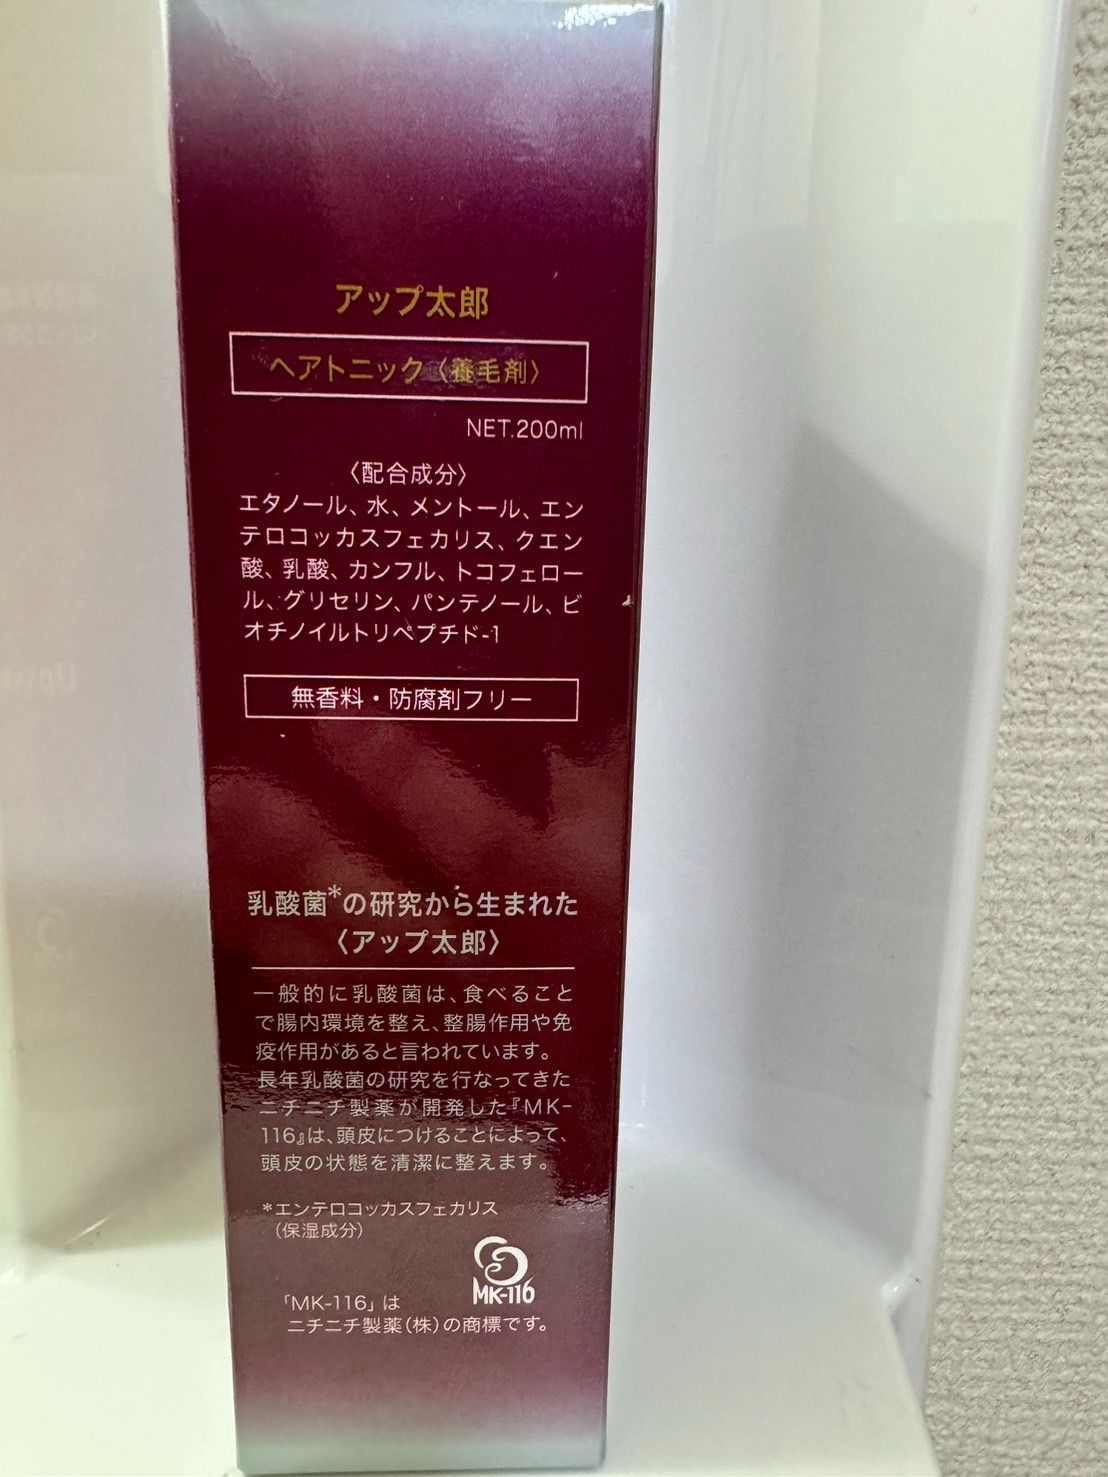 アップ太郎
ヘアトニック〈養毛剤〉
NET.200ml
〈配合成分〉
エタノール、水、メントール、エン
テロコッカスフェカリス、クエン
酸、乳酸、カンフル、トコフェロー
ル、グリセリン、パンテノール、ビ
オチノイルトリペプチド-1
無香料・防腐剤フリー
乳酸菌*の研究から生まれた
〈アップ太郎〉
一般的に乳酸菌は、食べること
で腸内環境を整え、整腸作用や免
疫作用があると言われています。
長年乳酸菌の研究を行なってきた
ニチニチ製薬が開発した『MK-
116』は、頭皮につけることによって、
頭皮の状態を清潔に整えます。
*エンテロコッカスフェカリス
(保湿成分)
MK-116
「MK-116」は
ニチニチ製薬(株)の商標です。